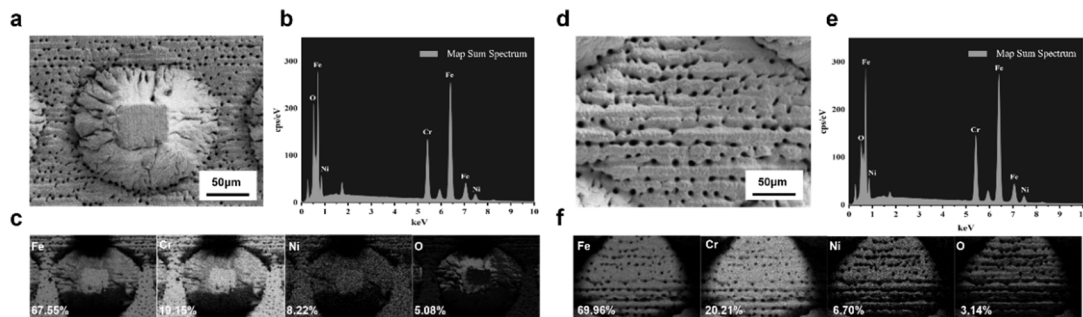 a
50μm
b
Map Sum Spectrum
cps/eV
300
200
100
0
Fe
O
Ni
Cr
Fe
Fe
Ni
0 1 2 3 4 5 6 7 8 9 10
keV
c
Fe
67.55%
Cr
19.15%
Ni
8.22%
O
5.08%
d
50μm
e
Map Sum Spectrum
cps/eV
300
200
100
0
Fe
O
Ni
Cr
Fe
Fe
Ni
0 1 2 3 4 5 6 7 8 9 10
keV
f
Fe
69.96%
Cr
20.21%
Ni
6.70%
O
3.14%